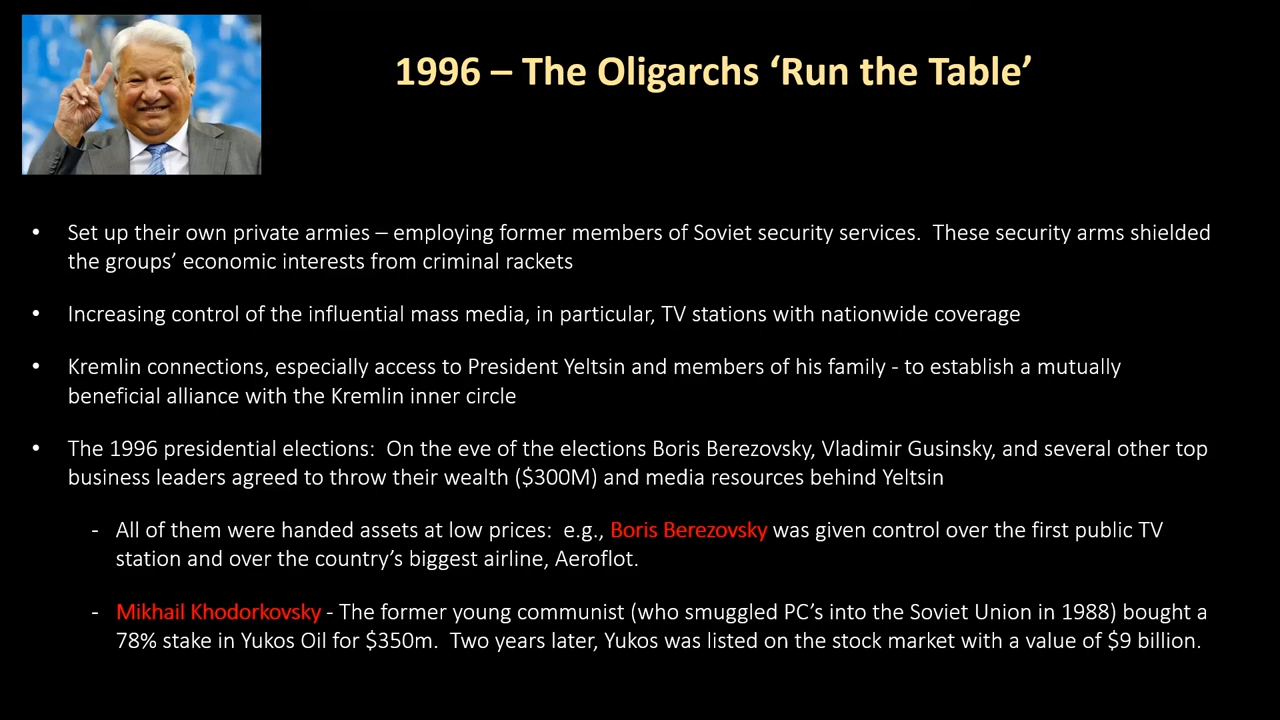 1996 – The Oligarchs ‘Run the Table’
• Set up their own private armies – employing former members of Soviet security services.  These security arms shielded
the groups’ economic interests from criminal rackets
• Increasing control of the influential mass media, in particular, TV stations with nationwide coverage
• Kremlin connections, especially access to President Yeltsin and members of his family - to establish a mutually
beneficial alliance with the Kremlin inner circle
• The 1996 presidential elections:  On the eve of the elections Boris Berezovsky, Vladimir Gusinsky, and several other top
business leaders agreed to throw their wealth ($300M) and media resources behind Yeltsin
- All of them were handed assets at low prices:  e.g., Boris Berezovsky was given control over the first public TV
station and over the country’s biggest airline, Aeroflot.
- Mikhail Khodorkovsky - The former young communist (who smuggled PC’s into the Soviet Union in 1988) bought a
78% stake in Yukos Oil for $350m.  Two years later, Yukos was listed on the stock market with a value of $9 billion.